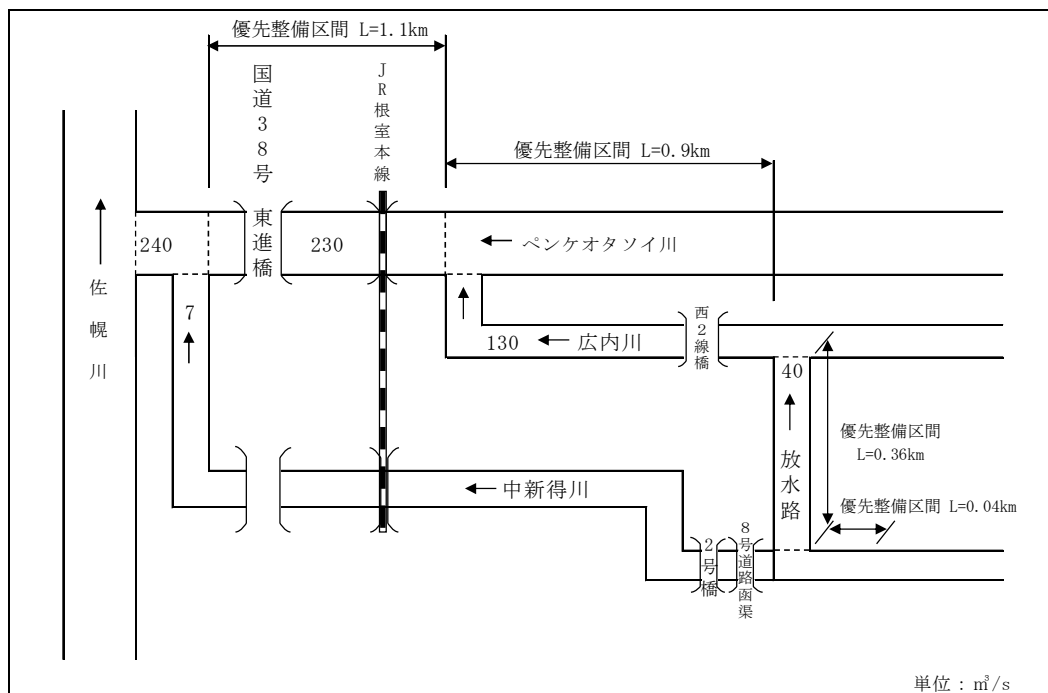 優先整備区間 L=1.1km
国道38号
東進橋
JR根室本線
優先整備区間 L=0.9km
240
230
ペンケオタソイ川
佐幌川
7
130
広内川
西2線橋
40
放水路
優先整備区間
L=0.36km
優先整備区間 L=0.04km
中新得川
2号橋
8号道路函渠
単位：㎥/s